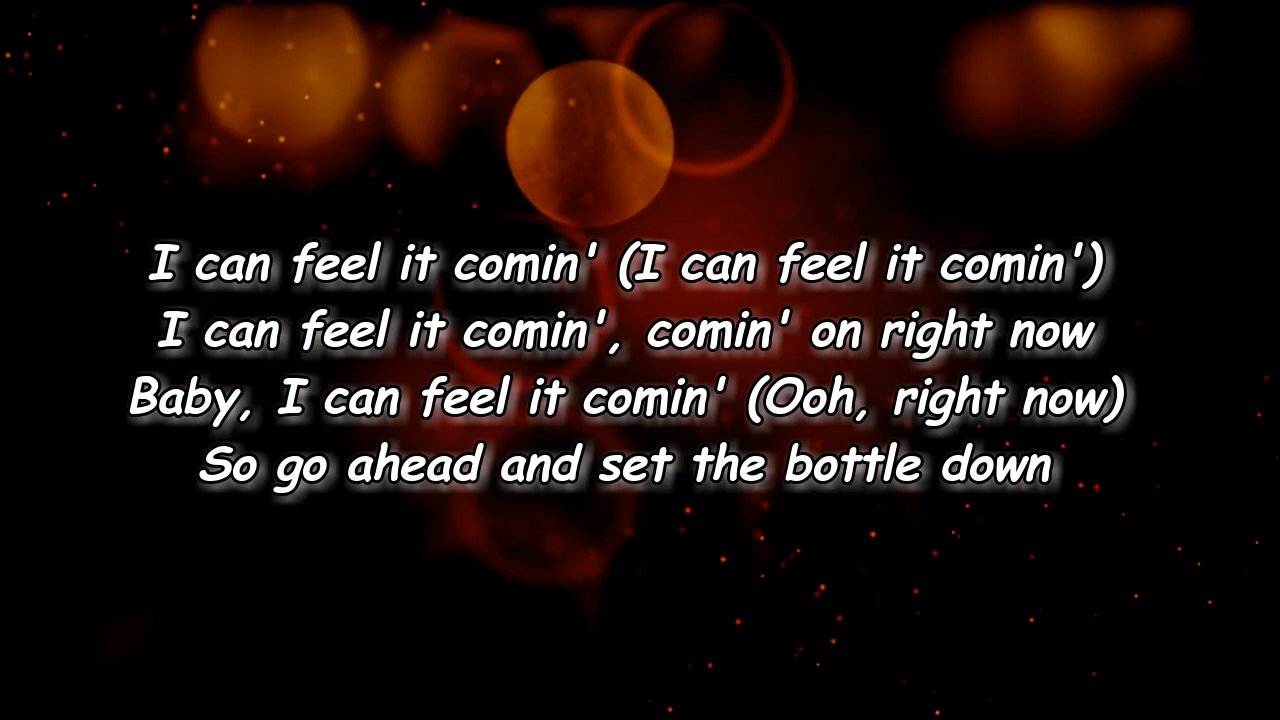 I can feel it comin' (I can feel it comin')
I can feel it comin', comin' on right now
Baby, I can feel it comin' (Ooh, right now)
So go ahead and set the bottle down